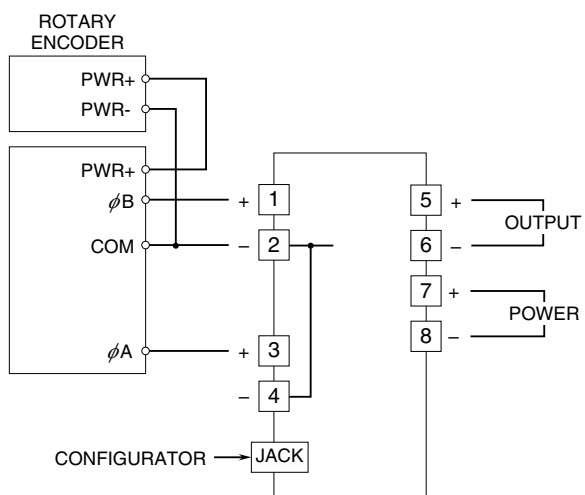 ROTARY
ENCODER
PWR+
PWR-
PWR+
ϕB + 1
COM – 2
ϕA + 3
– 4
CONFIGURATOR JACK
5 +
OUTPUT
6 –
7 +
POWER
8 –